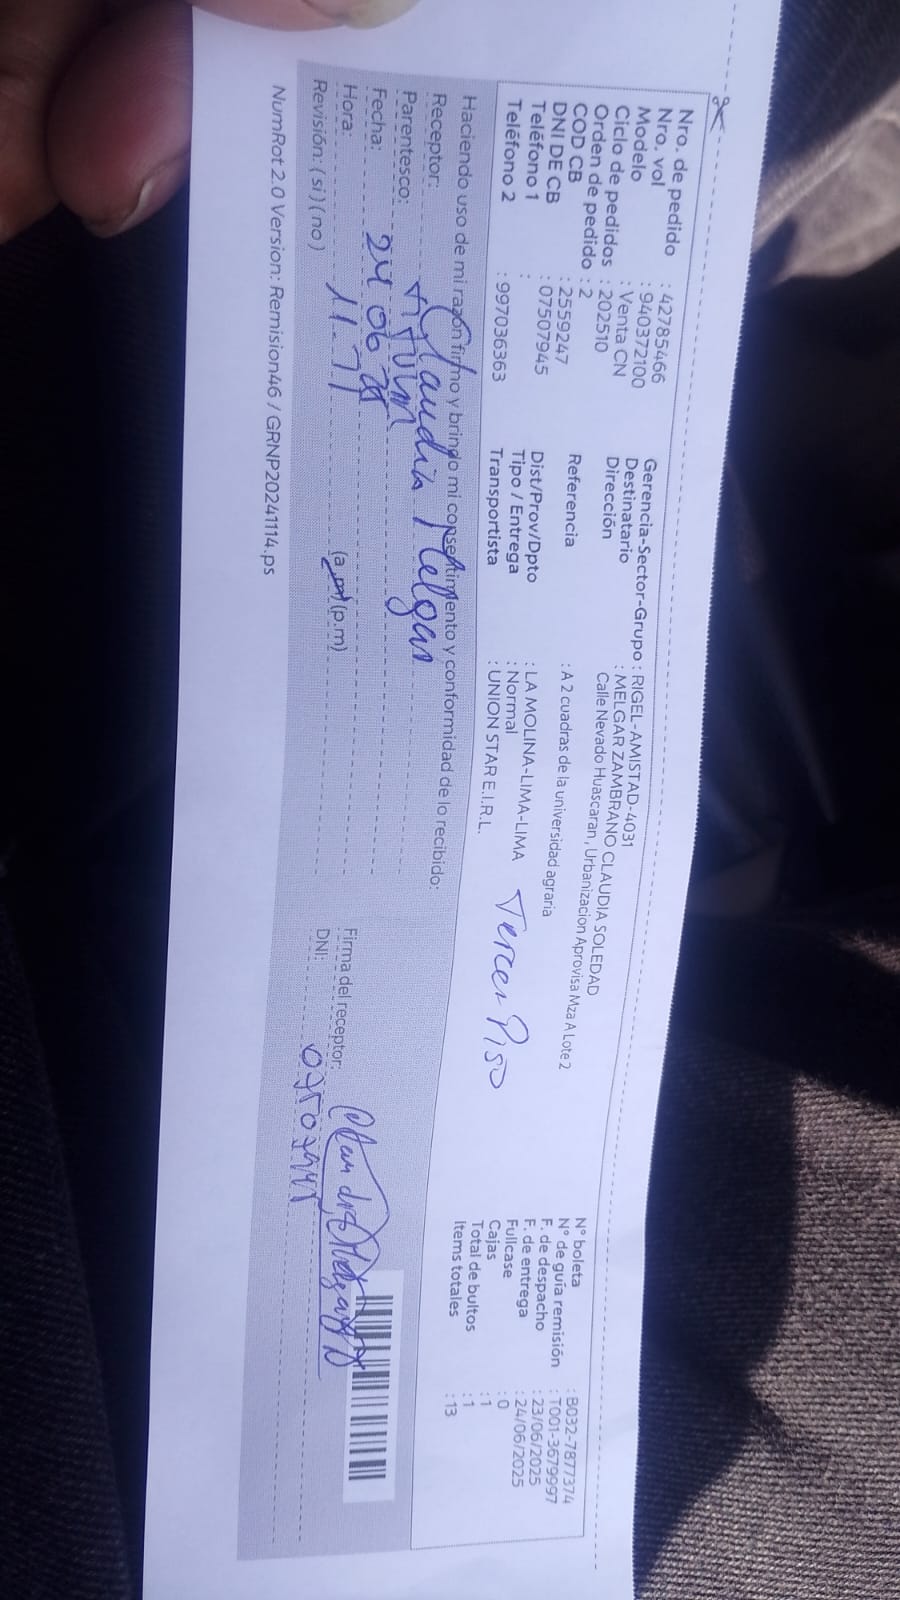 Nro. de pedido : 42785466
Nro. vol : 940372100
Modelo : Venta CN
Ciclo de pedidos : 202510
Orden de pedido : 2
COD CB : 2559247
DNI DE CB : 07507945
Teléfono 1 :
Teléfono 2 : 997036363
Gerencia-Sector-Grupo : RIGEL-AMISTAD-4031
Destinatario : MELGAR ZAMBRANO CLAUDIA SOLEDAD
Dirección Calle Nevado Huascaran , Urbanizacion Aprovisa Mza A Lote 2
Referencia : A 2 cuadras de la universidad agraria
Dist/Prov/Dpto : LA MOLINA-LIMA-LIMA
Tipo / Entrega : Normal
Transportista : UNION STAR E.I.R.L.
Tercer Piso
N° boleta : B032-7877374
N° de guía remisión : T001-3679997
F. de despacho : 23/06/2025
F. de entrega : 24/06/2025
Fullcase : 0
Cajas : 1
Total de bultos : 1
Items totales : 13
Haciendo uso de mi razón firmo y brindo mi consentimiento y conformidad de lo recibido:
Receptor: Claudia Melgar
Parentesco:
Fecha: 24 06
Hora: (a.m) (p.m)
Revisión: (si) (no)
Firma del receptor:
DNI: 07507945
NumRot 2.0 Version: Remision46 / GRNP20241114.ps